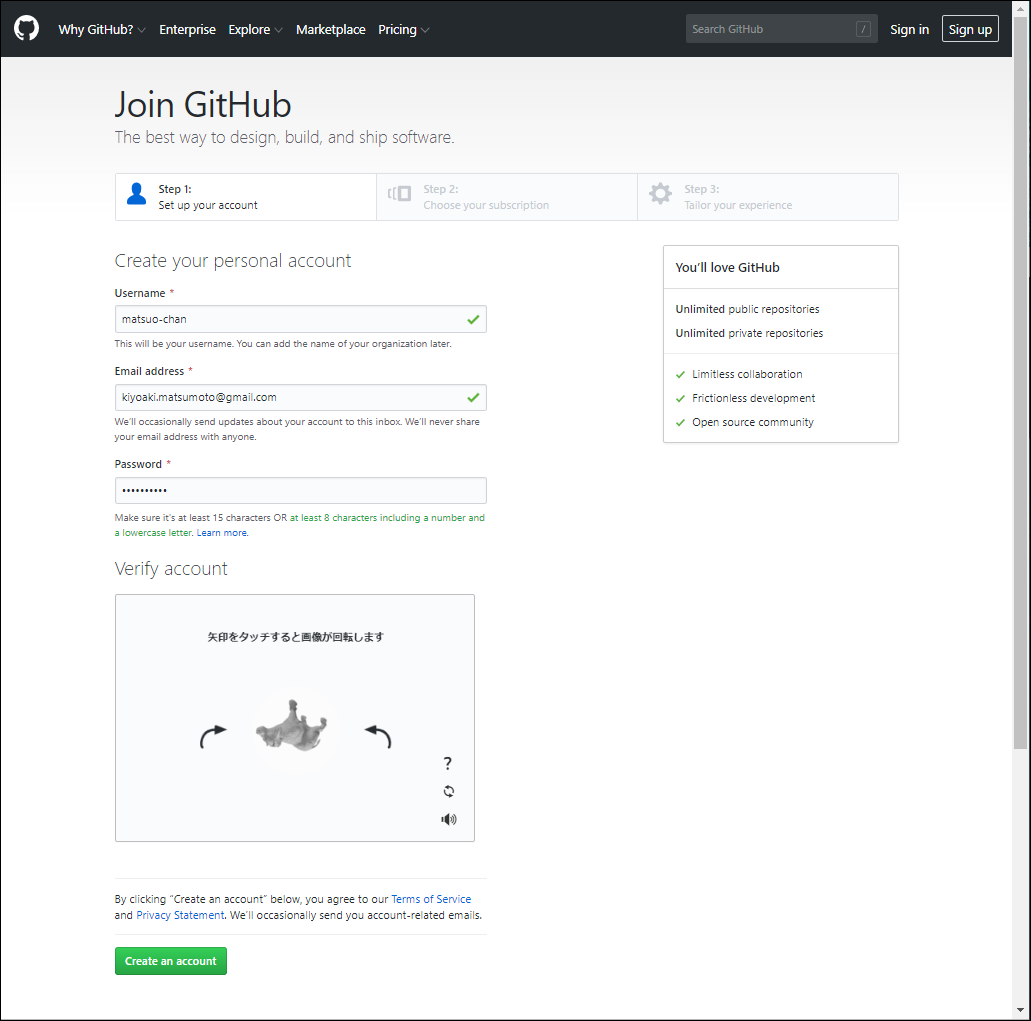 Why GitHub? Enterprise Explore Marketplace Pricing Search GitHub / Sign in Sign up
Join GitHub
The best way to design, build, and ship software.
Step 1:
Set up your account
Step 2:
Choose your subscription
Step 3:
Tailor your experience
Create your personal account
Username *
matsuo-chan
This will be your username. You can add the name of your organization later.
Email address *
kiyoaki.matsumoto@gmail.com
We'll occasionally send updates about your account to this inbox. We'll never share
your email address with anyone.
Password *
••••••••••
Make sure it's at least 15 characters OR at least 8 characters including a number and
a lowercase letter. Learn more.
Verify account
矢印をタッチすると画像が回転します
?
By clicking “Create an account” below, you agree to our Terms of Service
and Privacy Statement. We'll occasionally send you account-related emails.
Create an account
You'll love GitHub
Unlimited public repositories
Unlimited private repositories
Limitless collaboration
Frictionless development
Open source community